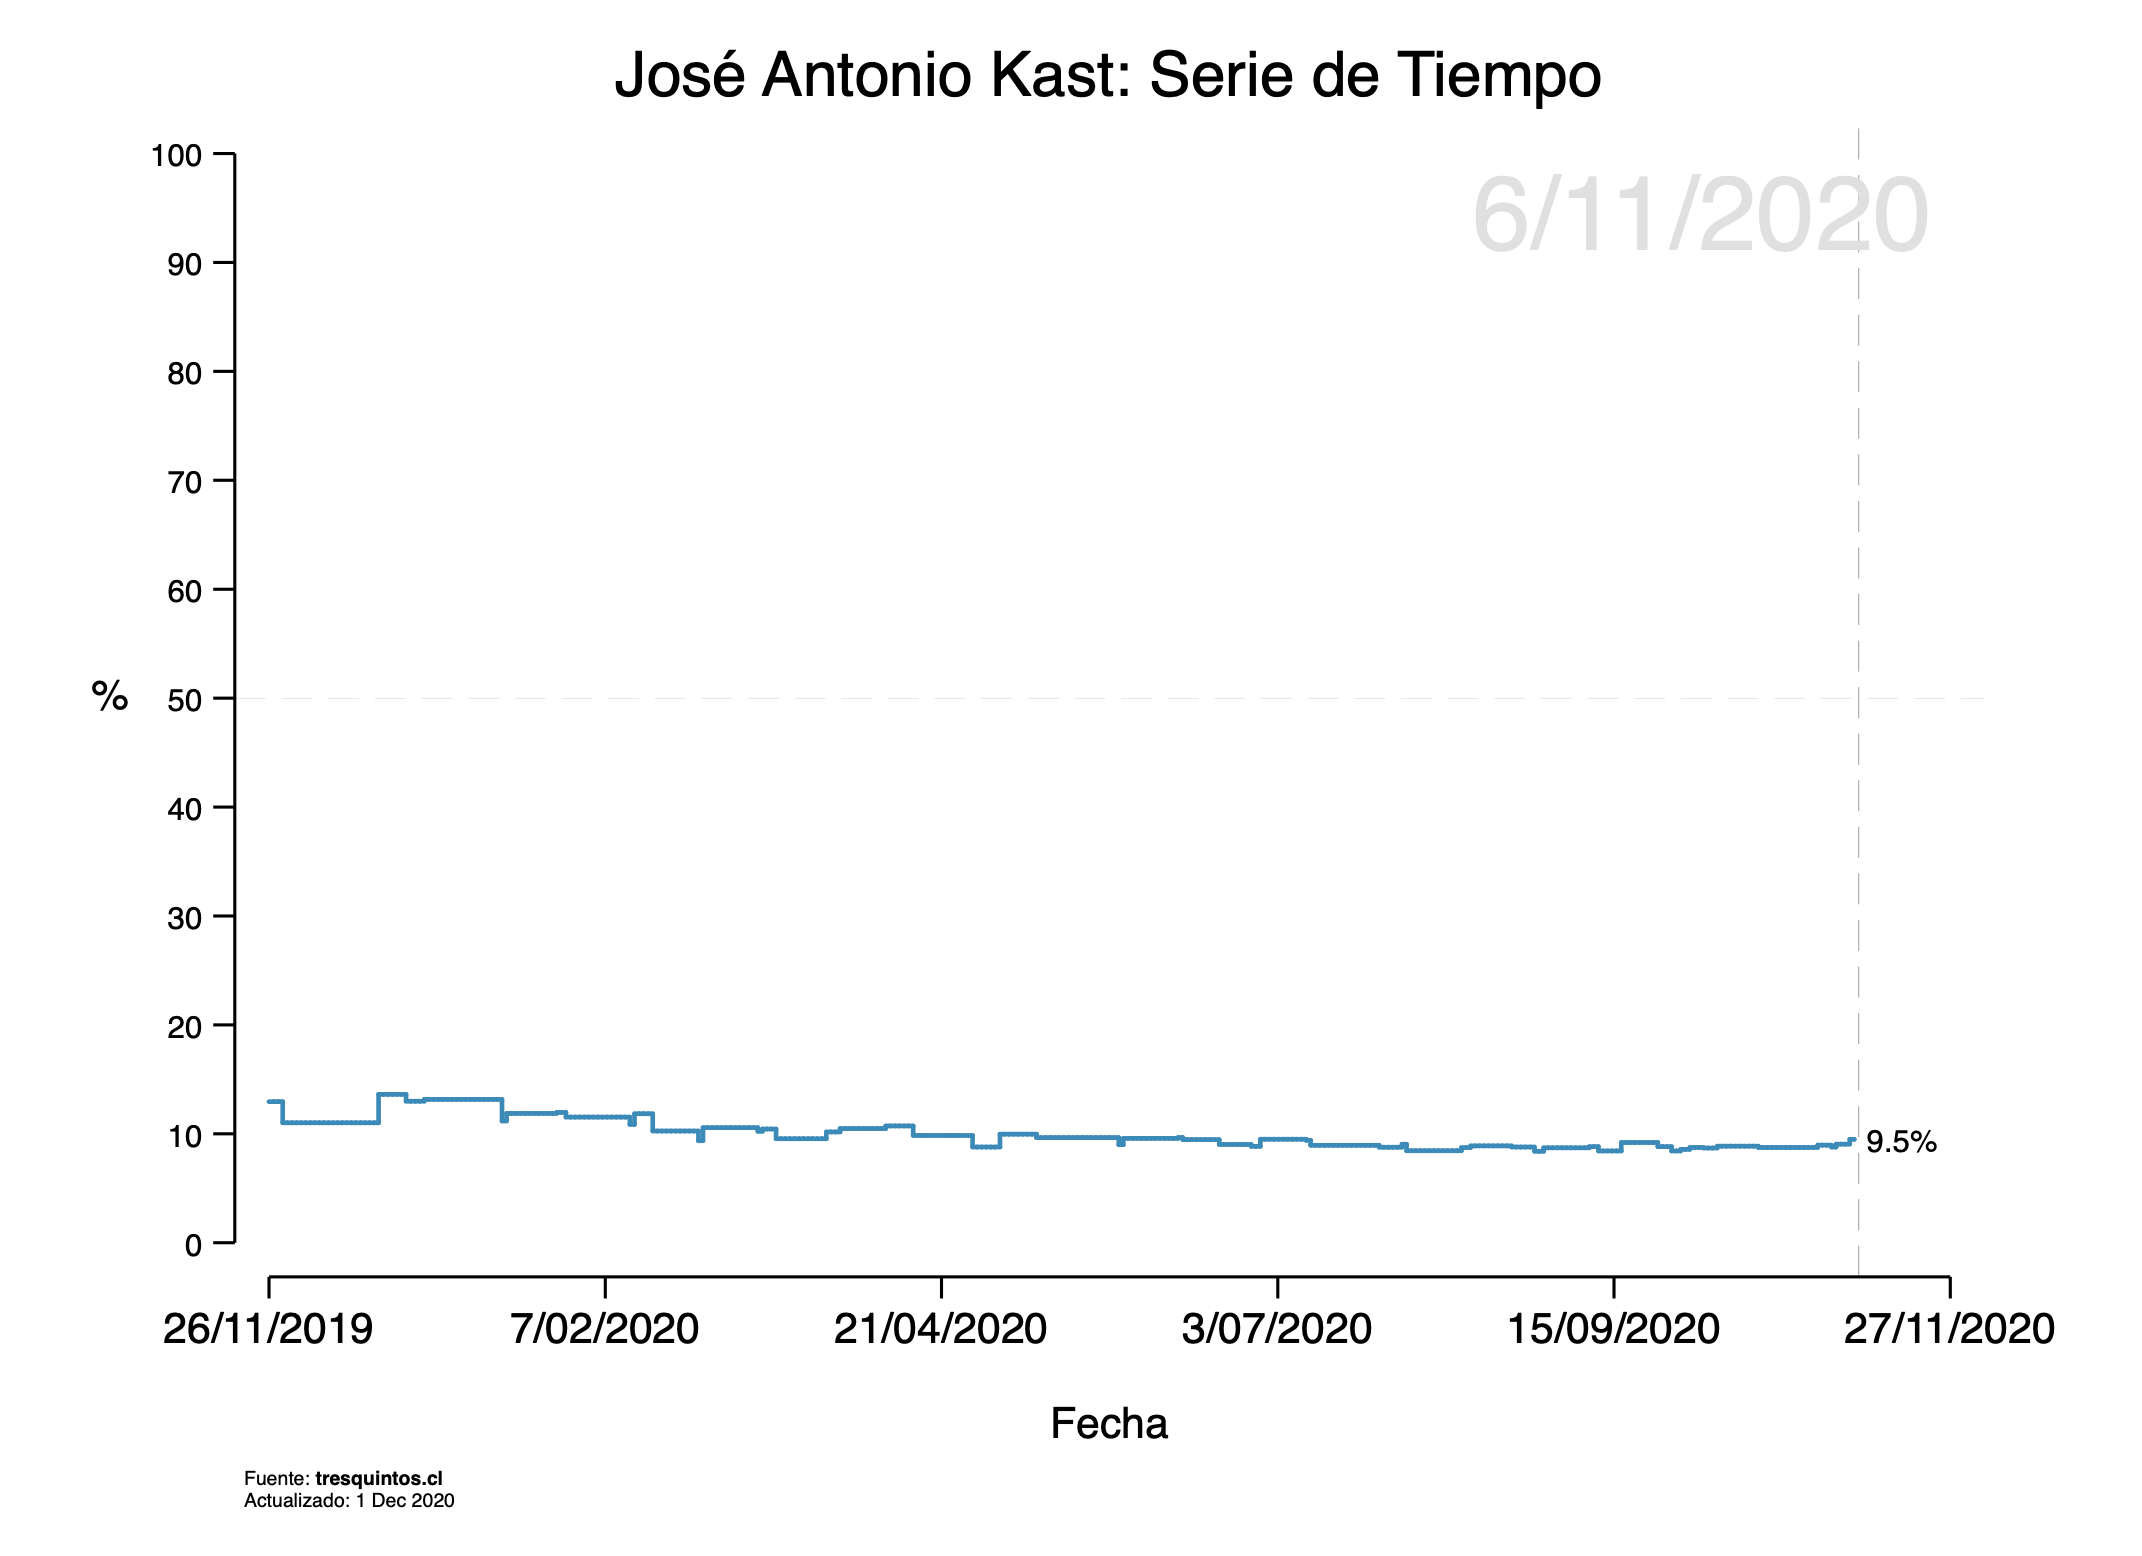 José Antonio Kast: Serie de Tiempo
6/11/2020
100
90
80
70
60
50
40
30
20
10
0
%
9.5%
26/11/2019 7/02/2020 21/04/2020 3/07/2020 15/09/2020 27/11/2020
Fecha
Fuente: tresquintos.cl
Actualizado: 1 Dec 2020